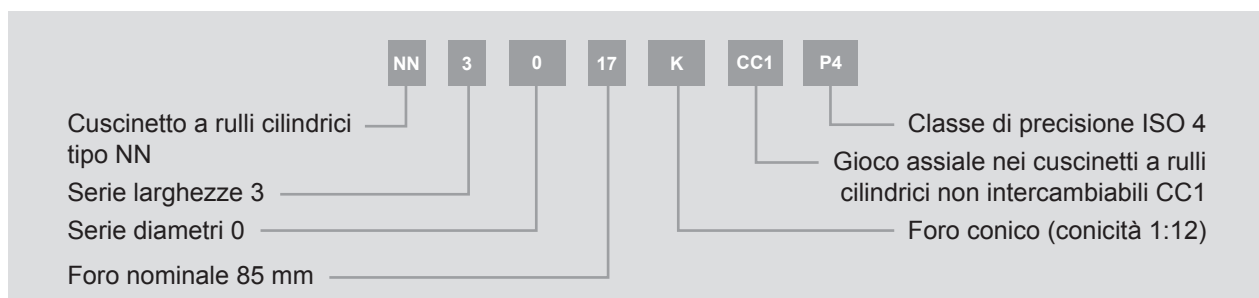 NN 3 0 17 K CC1 P4
Cuscinetto a rulli cilindrici
tipo NN
Serie larghezze 3
Serie diametri 0
Foro nominale 85 mm
Classe di precisione ISO 4
Gioco assiale nei cuscinetti a rulli
cilindrici non intercambiabili CC1
Foro conico (conicità 1:12)